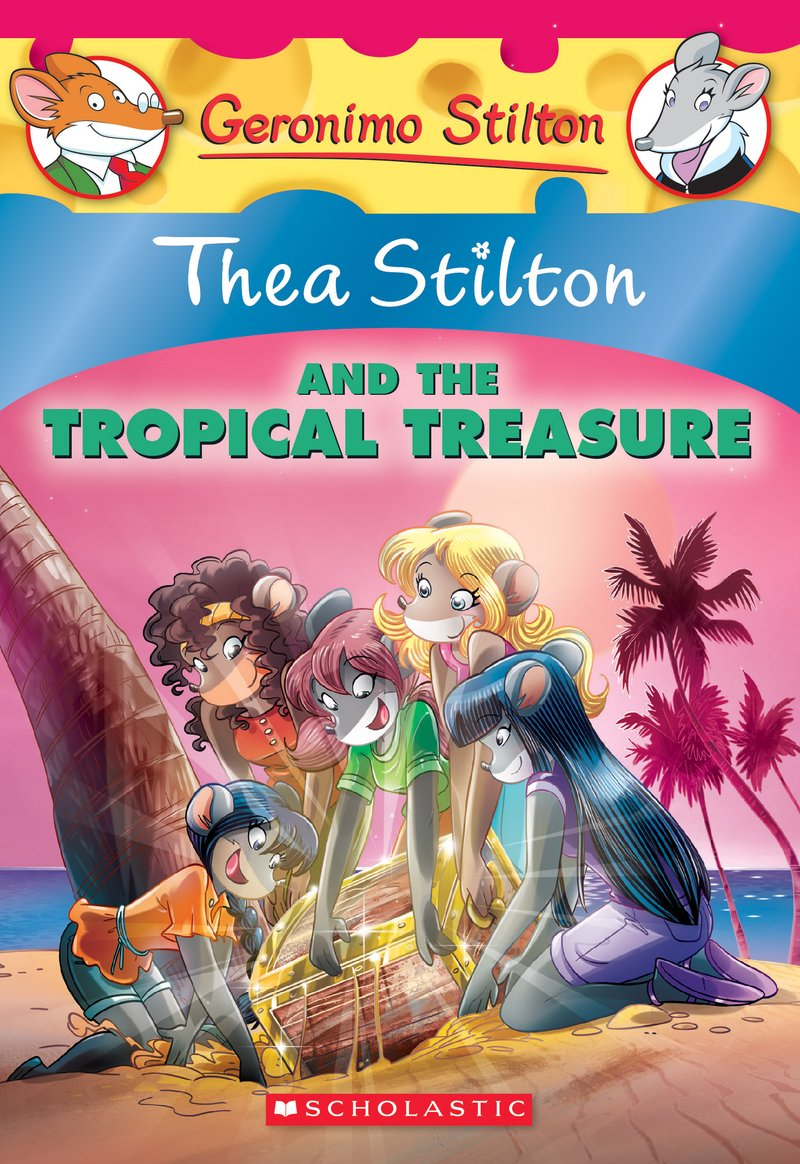 Geronimo Stilton
Thea Stilton
AND THE
TROPICAL TREASURE
SCHOLASTIC